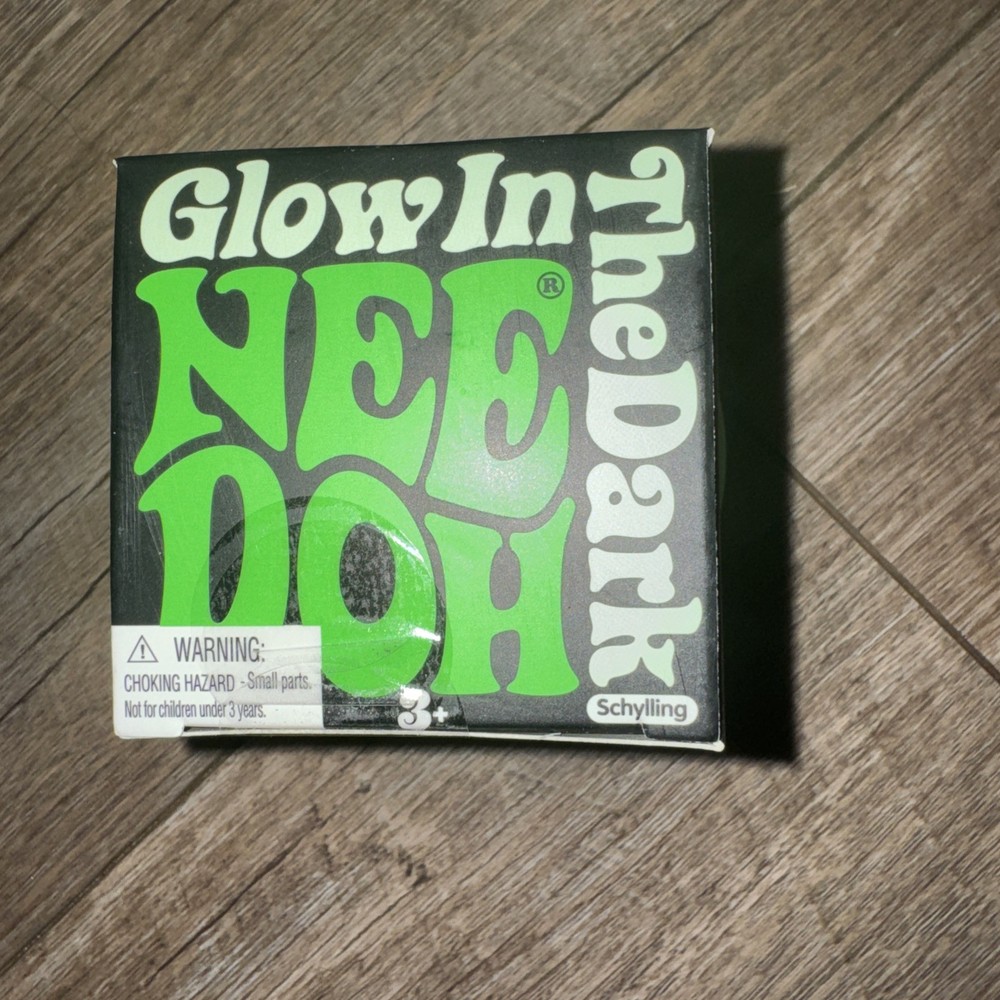 Glow In
The Dark
NEE®
DOH
⚠ WARNING:
CHOKING HAZARD - Small parts.
Not for children under 3 years.
3+
Schylling